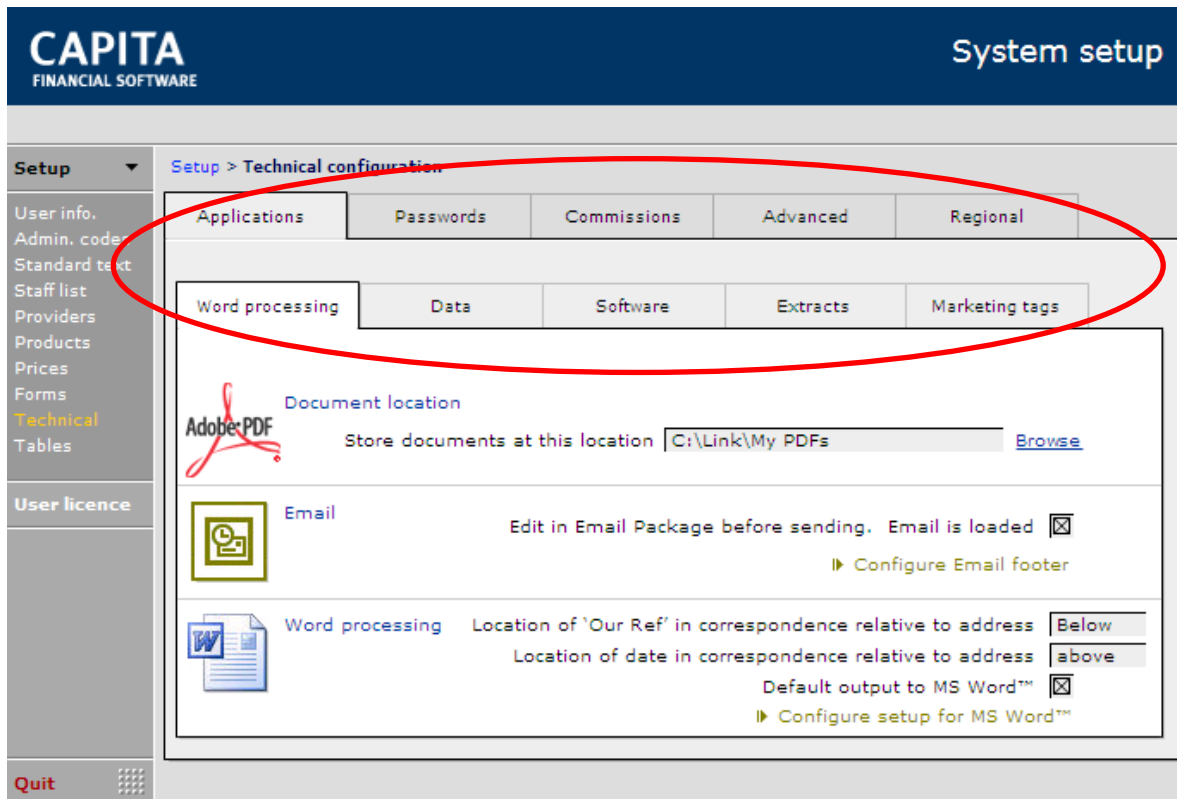 CAPITA
FINANCIAL SOFTWARE
System setup
Setup
User info.
Admin. codes
Standard text
Staff list
Providers
Products
Prices
Forms
Technical
Tables
User licence
Quit
Setup > Technical configuration
Applications Passwords Commissions Advanced Regional
Word processing Data Software Extracts Marketing tags
Adobe PDF
Document location
Store documents at this location C:\Link\My PDFs Browse
Email
Edit in Email Package before sending. Email is loaded
Configure Email footer
W
Word processing Location of ‘Our Ref’ in correspondence relative to address Below
Location of date in correspondence relative to address above
Default output to MS Word™
Configure setup for MS Word™